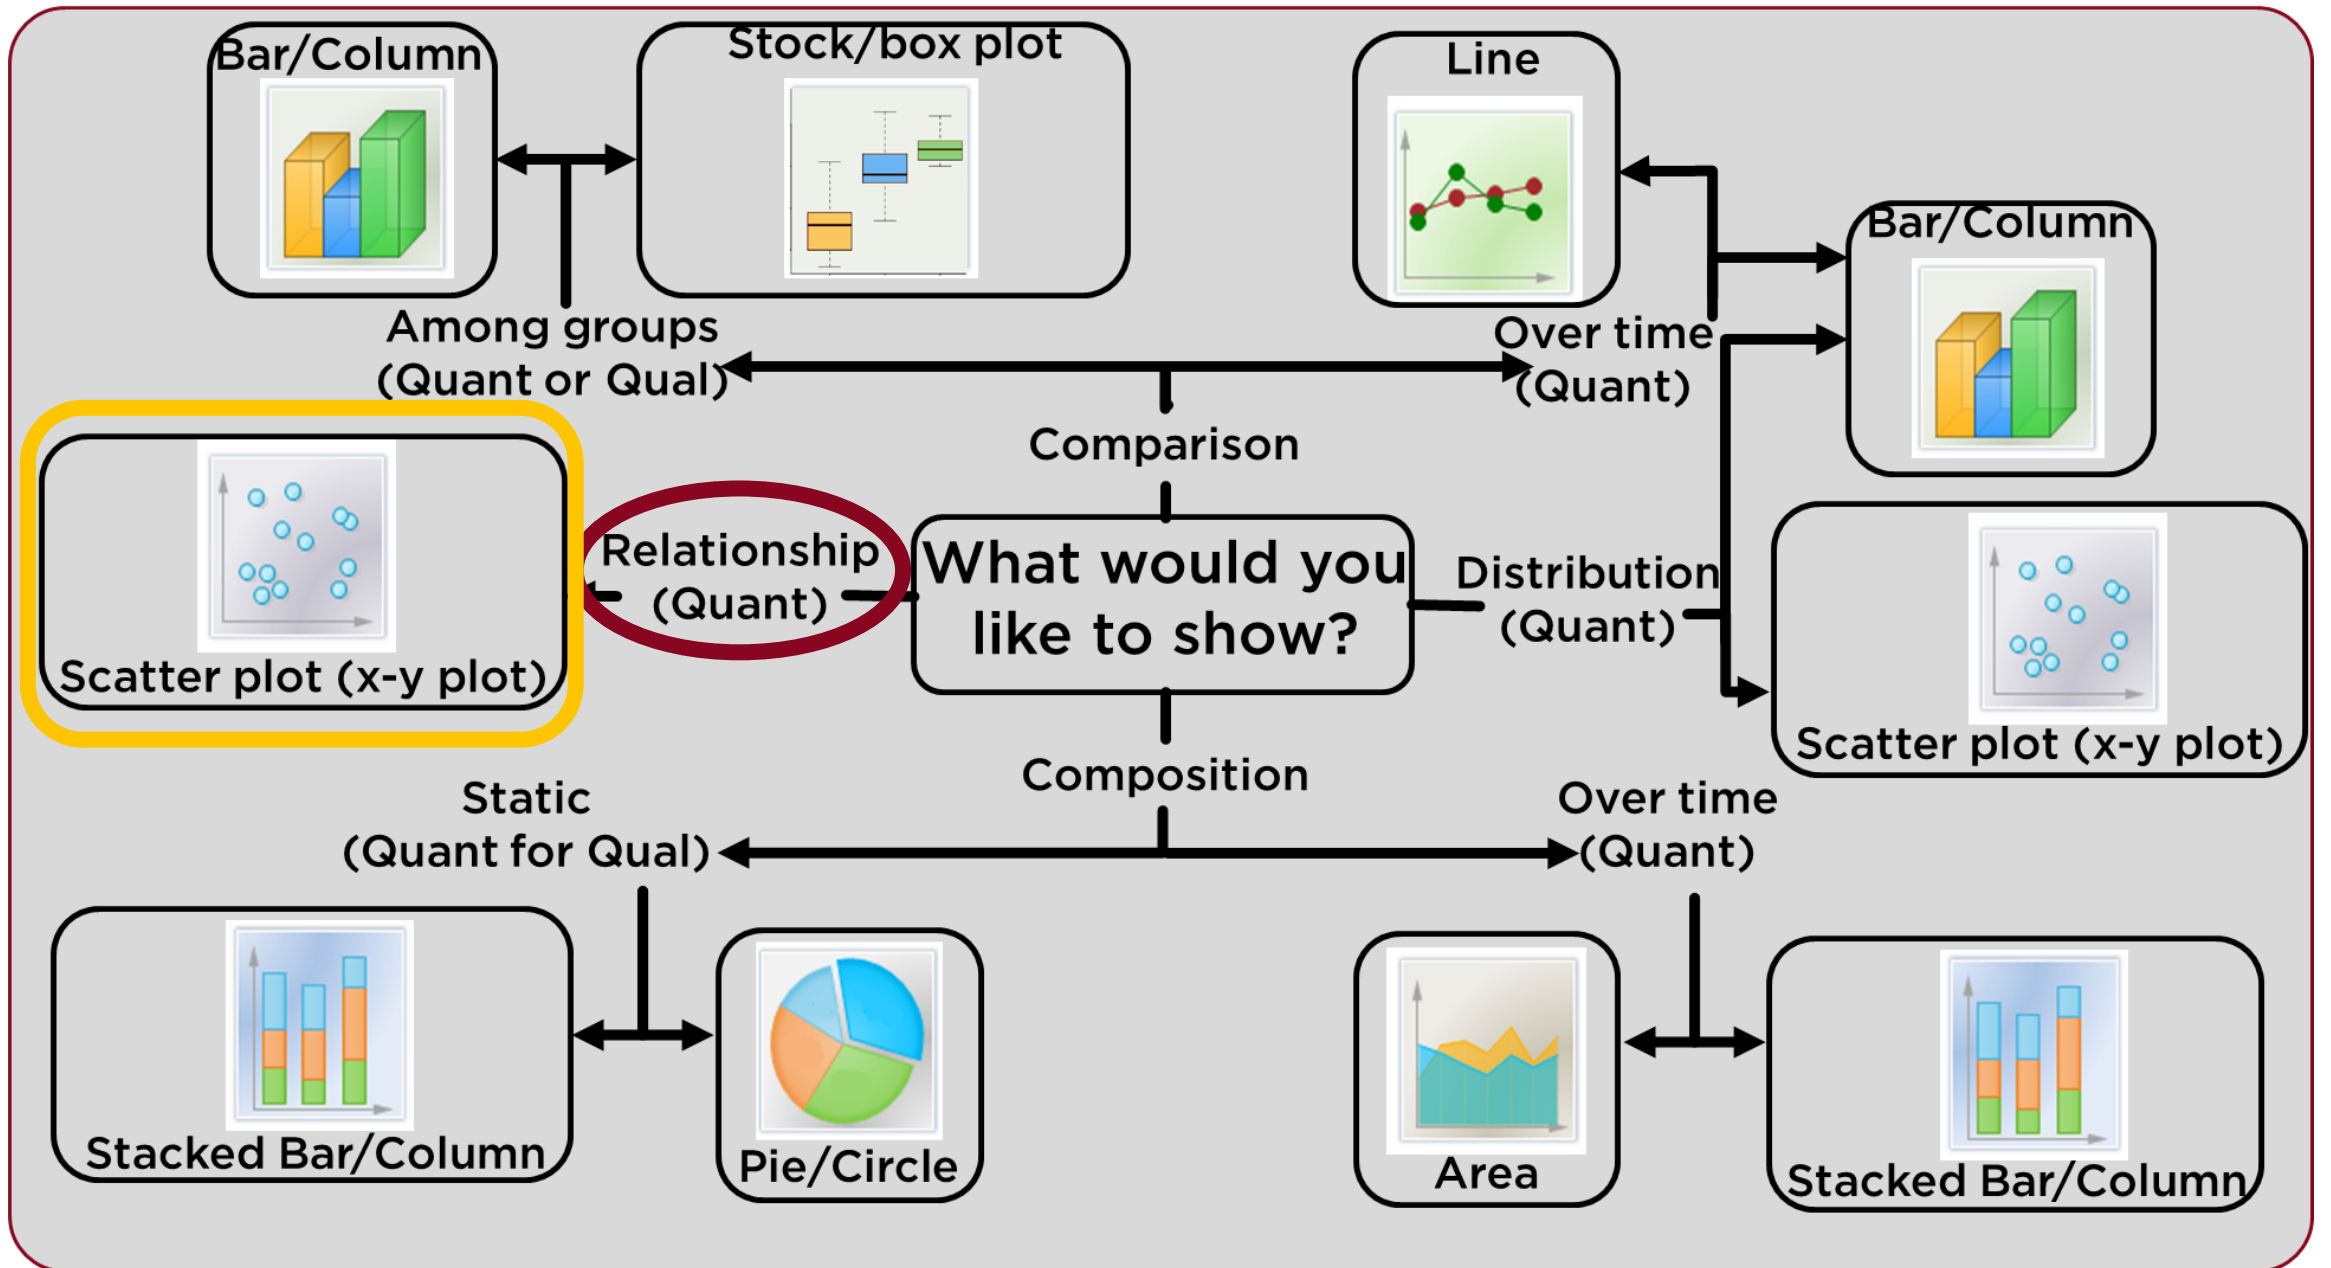 Bar/Column
Stock/box plot
Line
Bar/Column
Among groups
(Quant or Qual)
Over time
(Quant)
Comparison
Scatter plot (x-y plot)
Relationship
(Quant)
What would you
like to show?
Distribution
(Quant)
Scatter plot (x-y plot)
Composition
Static
(Quant for Qual)
Over time
(Quant)
Stacked Bar/Column
Pie/Circle
Area
Stacked Bar/Column